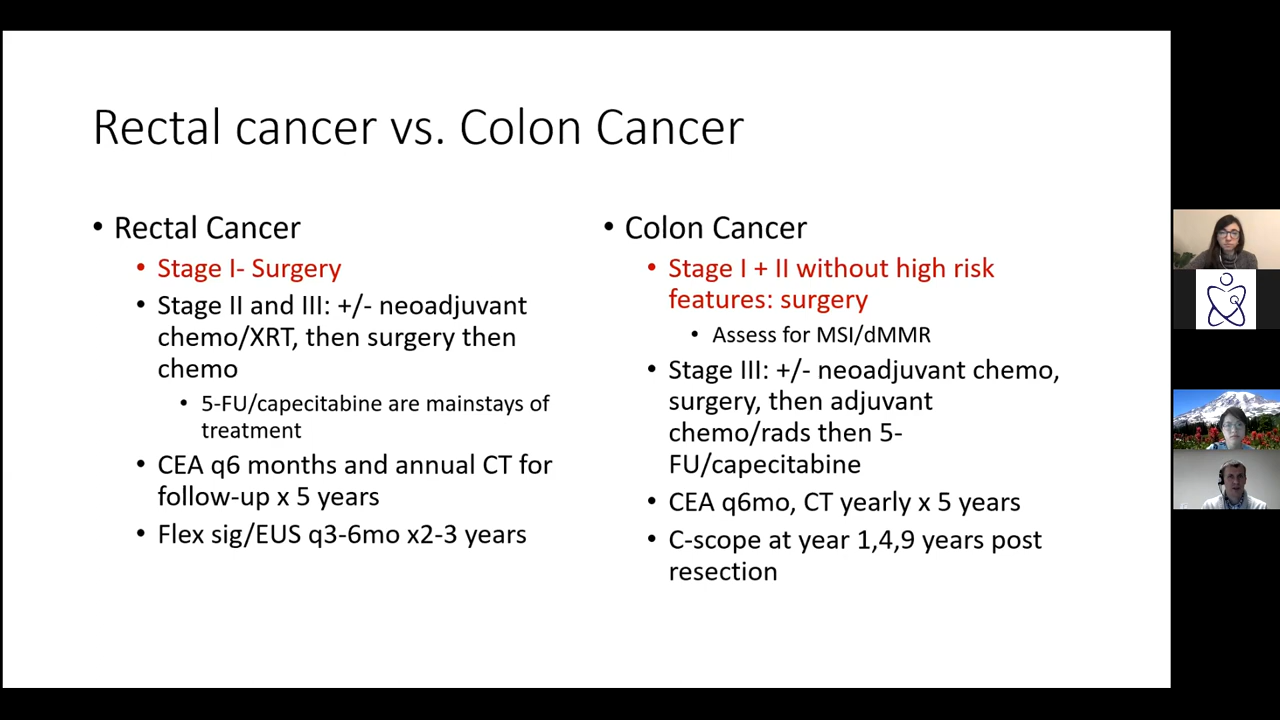 Rectal cancer vs. Colon Cancer
• Rectal Cancer
• Stage I- Surgery
• Stage II and III: +/- neoadjuvant
chemo/XRT, then surgery then
chemo
• 5-FU/capecitabine are mainstays of
treatment
• CEA q6 months and annual CT for
follow-up x 5 years
• Flex sig/EUS q3-6mo x2-3 years
• Colon Cancer
• Stage I + II without high risk
features: surgery
• Assess for MSI/dMMR
• Stage III: +/- neoadjuvant chemo,
surgery, then adjuvant
chemo/rads then 5-
FU/capecitabine
• CEA q6mo, CT yearly x 5 years
• C-scope at year 1,4,9 years post
resection